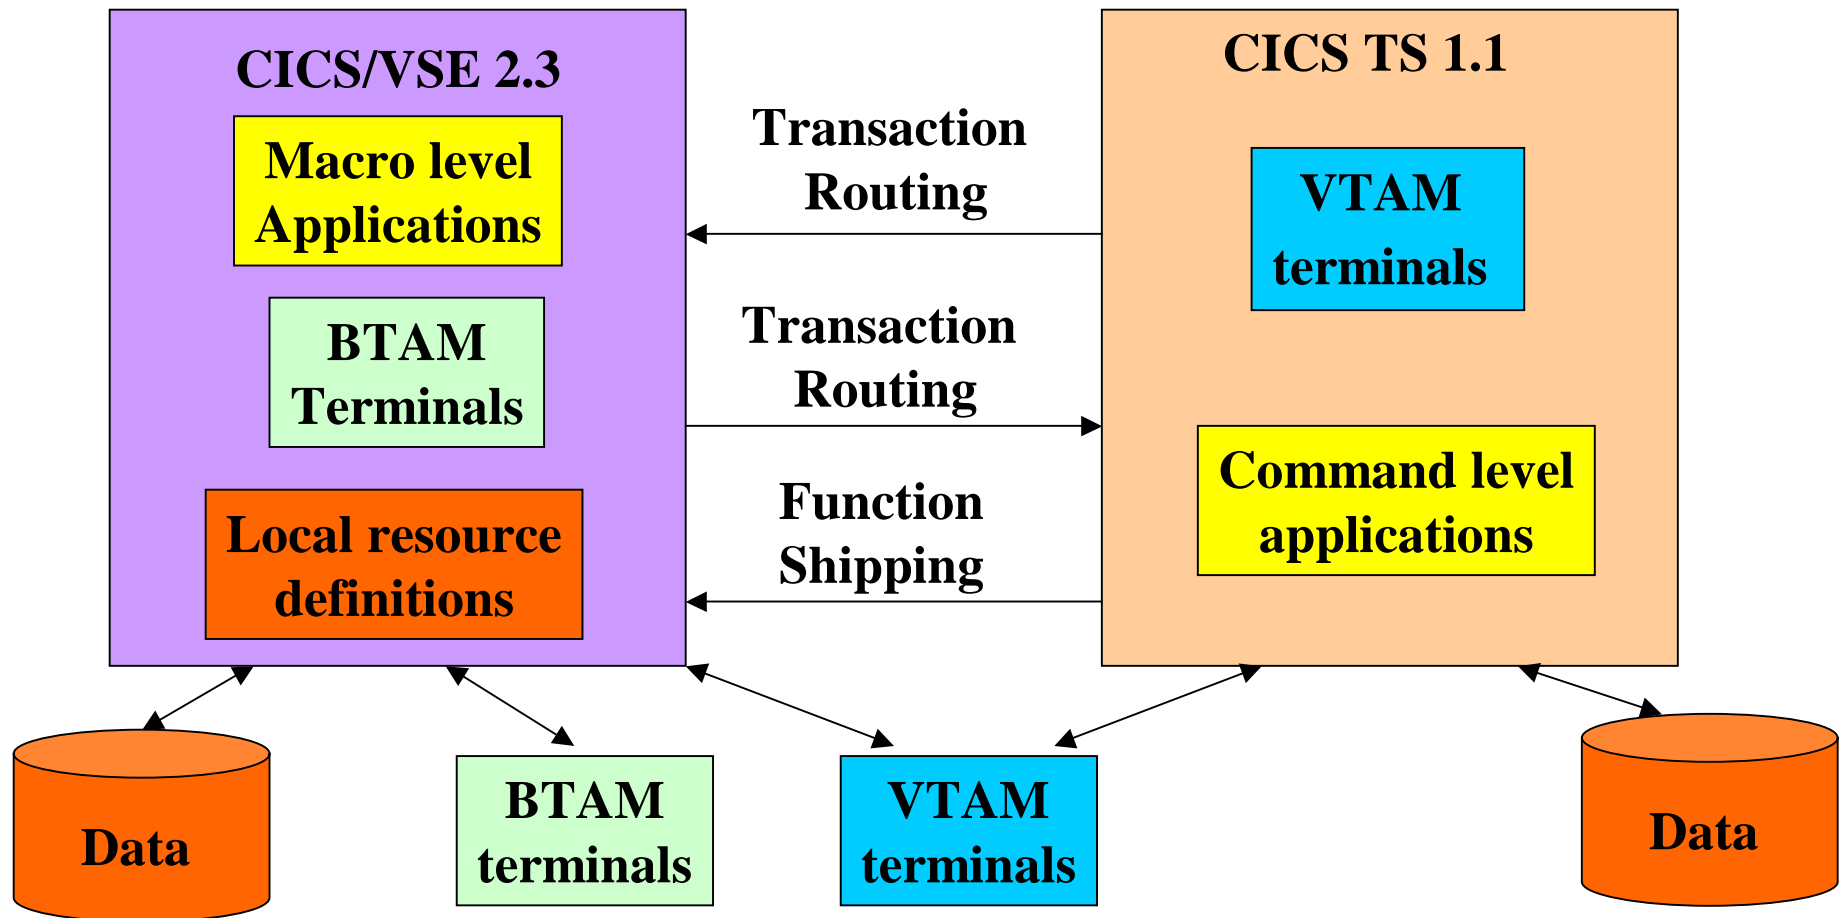 CICS/VSE 2.3
Macro level
Applications
BTAM
Terminals
Local resource
definitions
Transaction
Routing
Transaction
Routing
Function
Shipping
CICS TS 1.1
VTAM
terminals
Command level
applications
Data
BTAM
terminals
VTAM
terminals
Data